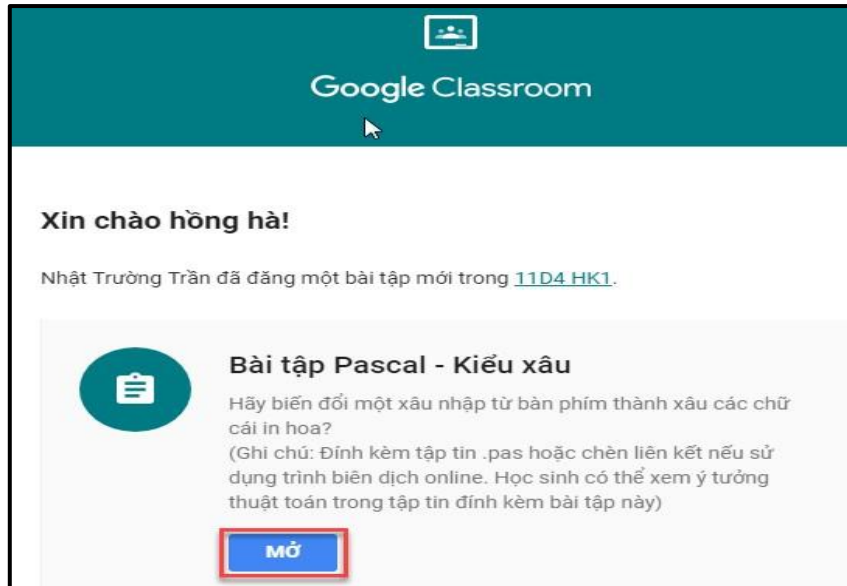 Google Classroom
Xin chào hồng hà!
Nhật Trường Trần đã đăng một bài tập mới trong 11D4 HK1.
Bài tập Pascal - Kiểu xâu
Hãy biến đổi một xâu nhập từ bàn phím thành xâu các chữ
cái in hoa?
(Ghi chú: Đính kèm tập tin .pas hoặc chèn liên kết nếu sử
dụng trình biên dịch online. Học sinh có thể xem ý tưởng
thuật toán trong tập tin đính kèm bài tập này)
MỞ